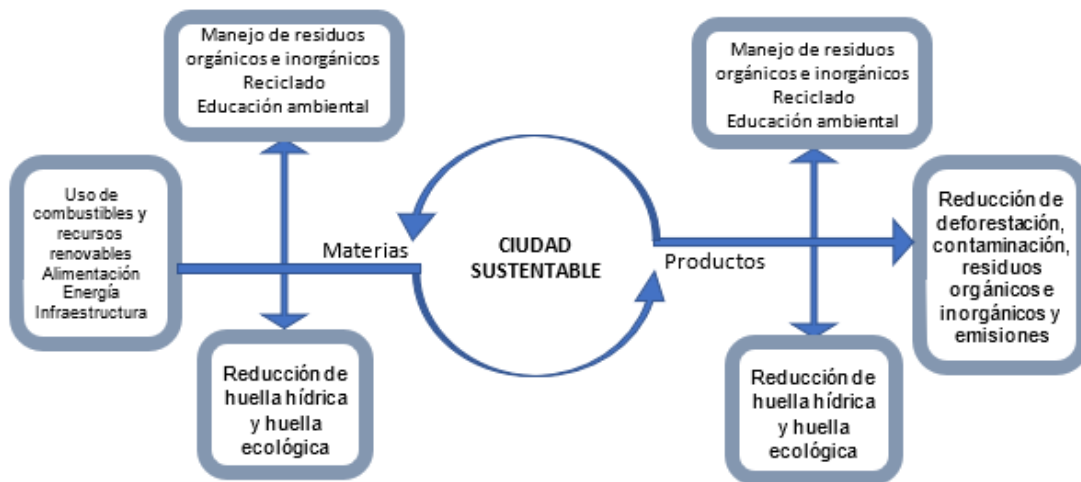 Manejo de residuos
orgánicos e inorgánicos
Reciclado
Educación ambiental
Manejo de residuos
orgánicos e inorgánicos
Reciclado
Educación ambiental
Uso de
combustibles y
recursos
renovables
Alimentación
Energía
Infraestructura
Materias
CIUDAD
SUSTENTABLE
Productos
Reducción de
deforestación,
contaminación,
residuos
orgánicos e
inorgánicos y
emisiones
Reducción de
huella hídrica
y huella
ecológica
Reducción de
huella hídrica
y huella
ecológica